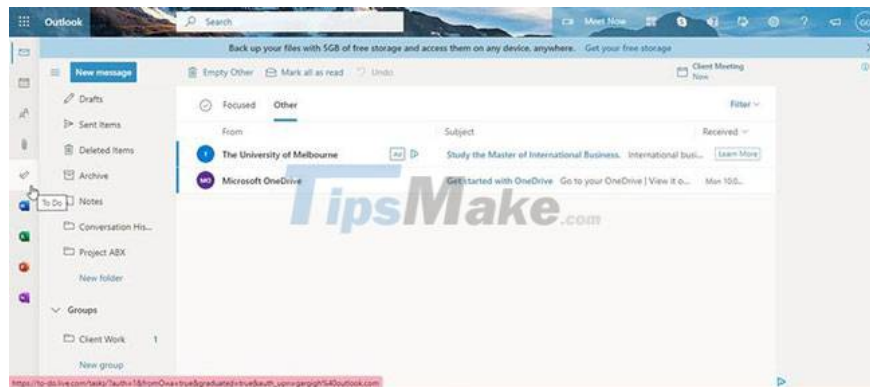 Outlook
Search
Meet Now
Back up your files with 5GB of free storage and access them on any device, anywhere. Get your free storage
New message
Empty Other
Mark all as read
Undo
Client Meeting
Now
Drafts
Focused
Other
Filter
Sent Items
From
Subject
Received
Deleted Items
The University of Melbourne
Ad
Study the Master of International Business. International busi...
Learn More
Archive
MO
Microsoft OneDrive
Get started with OneDrive Go to your OneDrive | View it o...
Mon 10:0...
To Do
Notes
TipsMake.com
Conversation His...
Project ABX
New folder
Groups
Client Work 1
New group